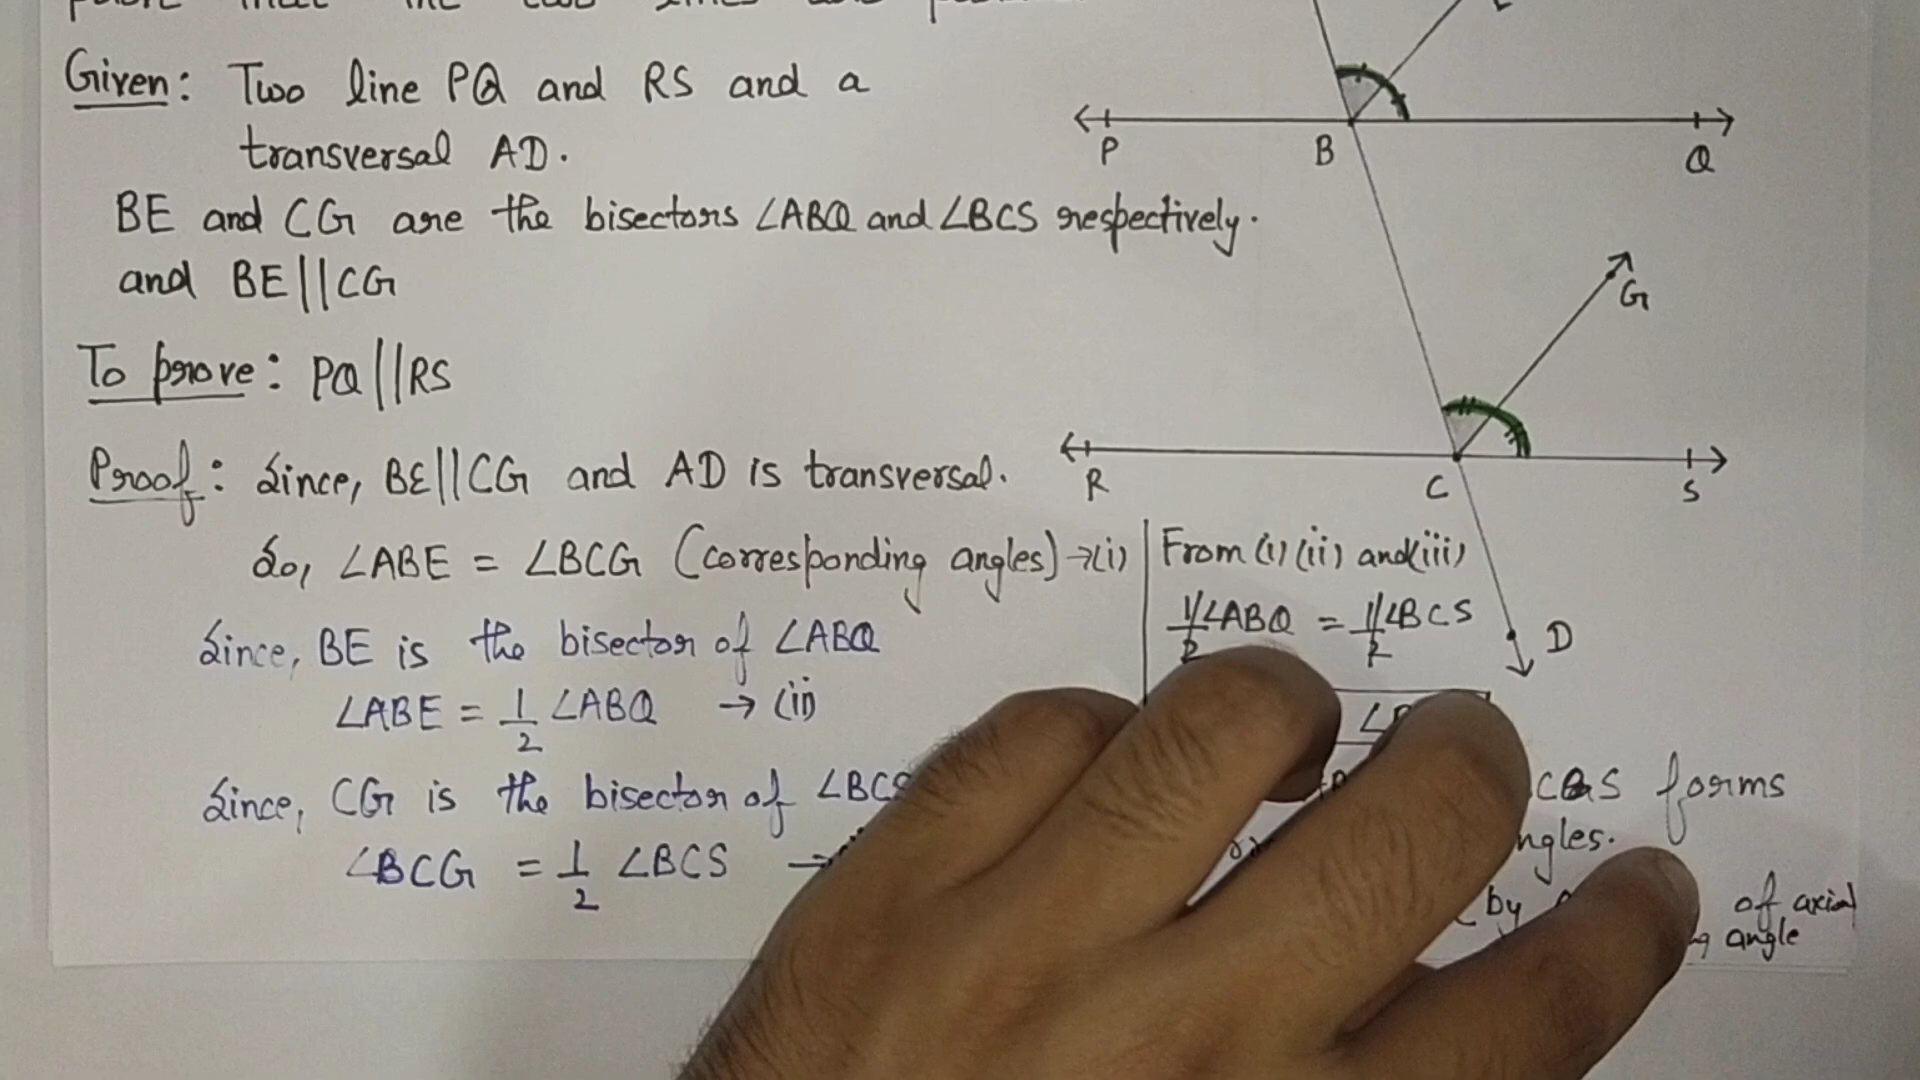 Given: Two line PQ and RS and a
transversal AD.
BE and CG are the bisectors ∠ABQ and ∠BCS respectively.
and BE||CG
To prove: PQ||RS
Proof: Since, BE||CG and AD is transversal.
So, ∠ABE = ∠BCG (corresponding angles) →(i)
Since, BE is the bisector of ∠ABQ
∠ABE = 1/2 ∠ABQ → (ii)
Since, CG is the bisector of ∠BCS
∠BCG = 1/2 ∠BCS →
From (i) (ii) and (iii)
1/2 ∠ABQ = 1/2 ∠BCS
forms
by
of axial
angle
P
B
Q
G
R
C
S
D